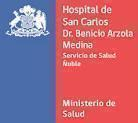 Hospital de
San Carlos
Dr. Benicio Arzola
Medina
Servicio de Salud
Ñuble
Ministerio de
Salud